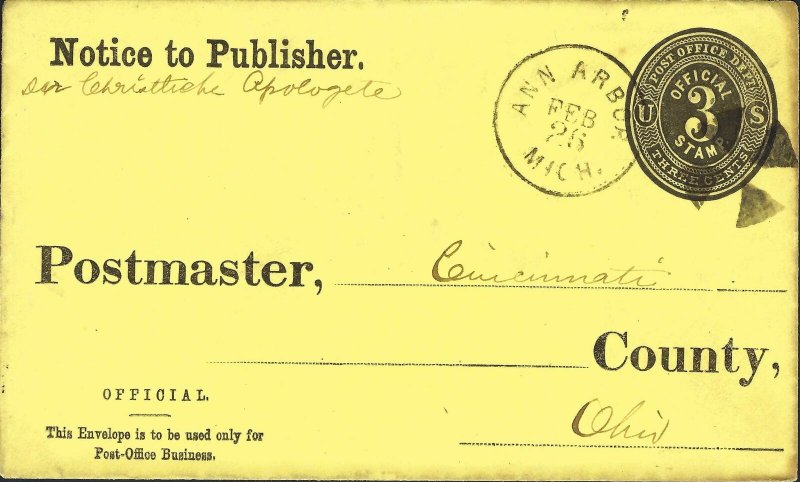 Notice to Publisher.
der Christliche Apologete
ANN ARBOR
FEB
26
MICH.
POST OFFICE DEPT
OFFICIAL
U 3 S
STAMP
THREE CENTS
Postmaster, Cincinnati
County,
Ohio
OFFICIAL.
This Envelope is to be used only for
Post-Office Business.